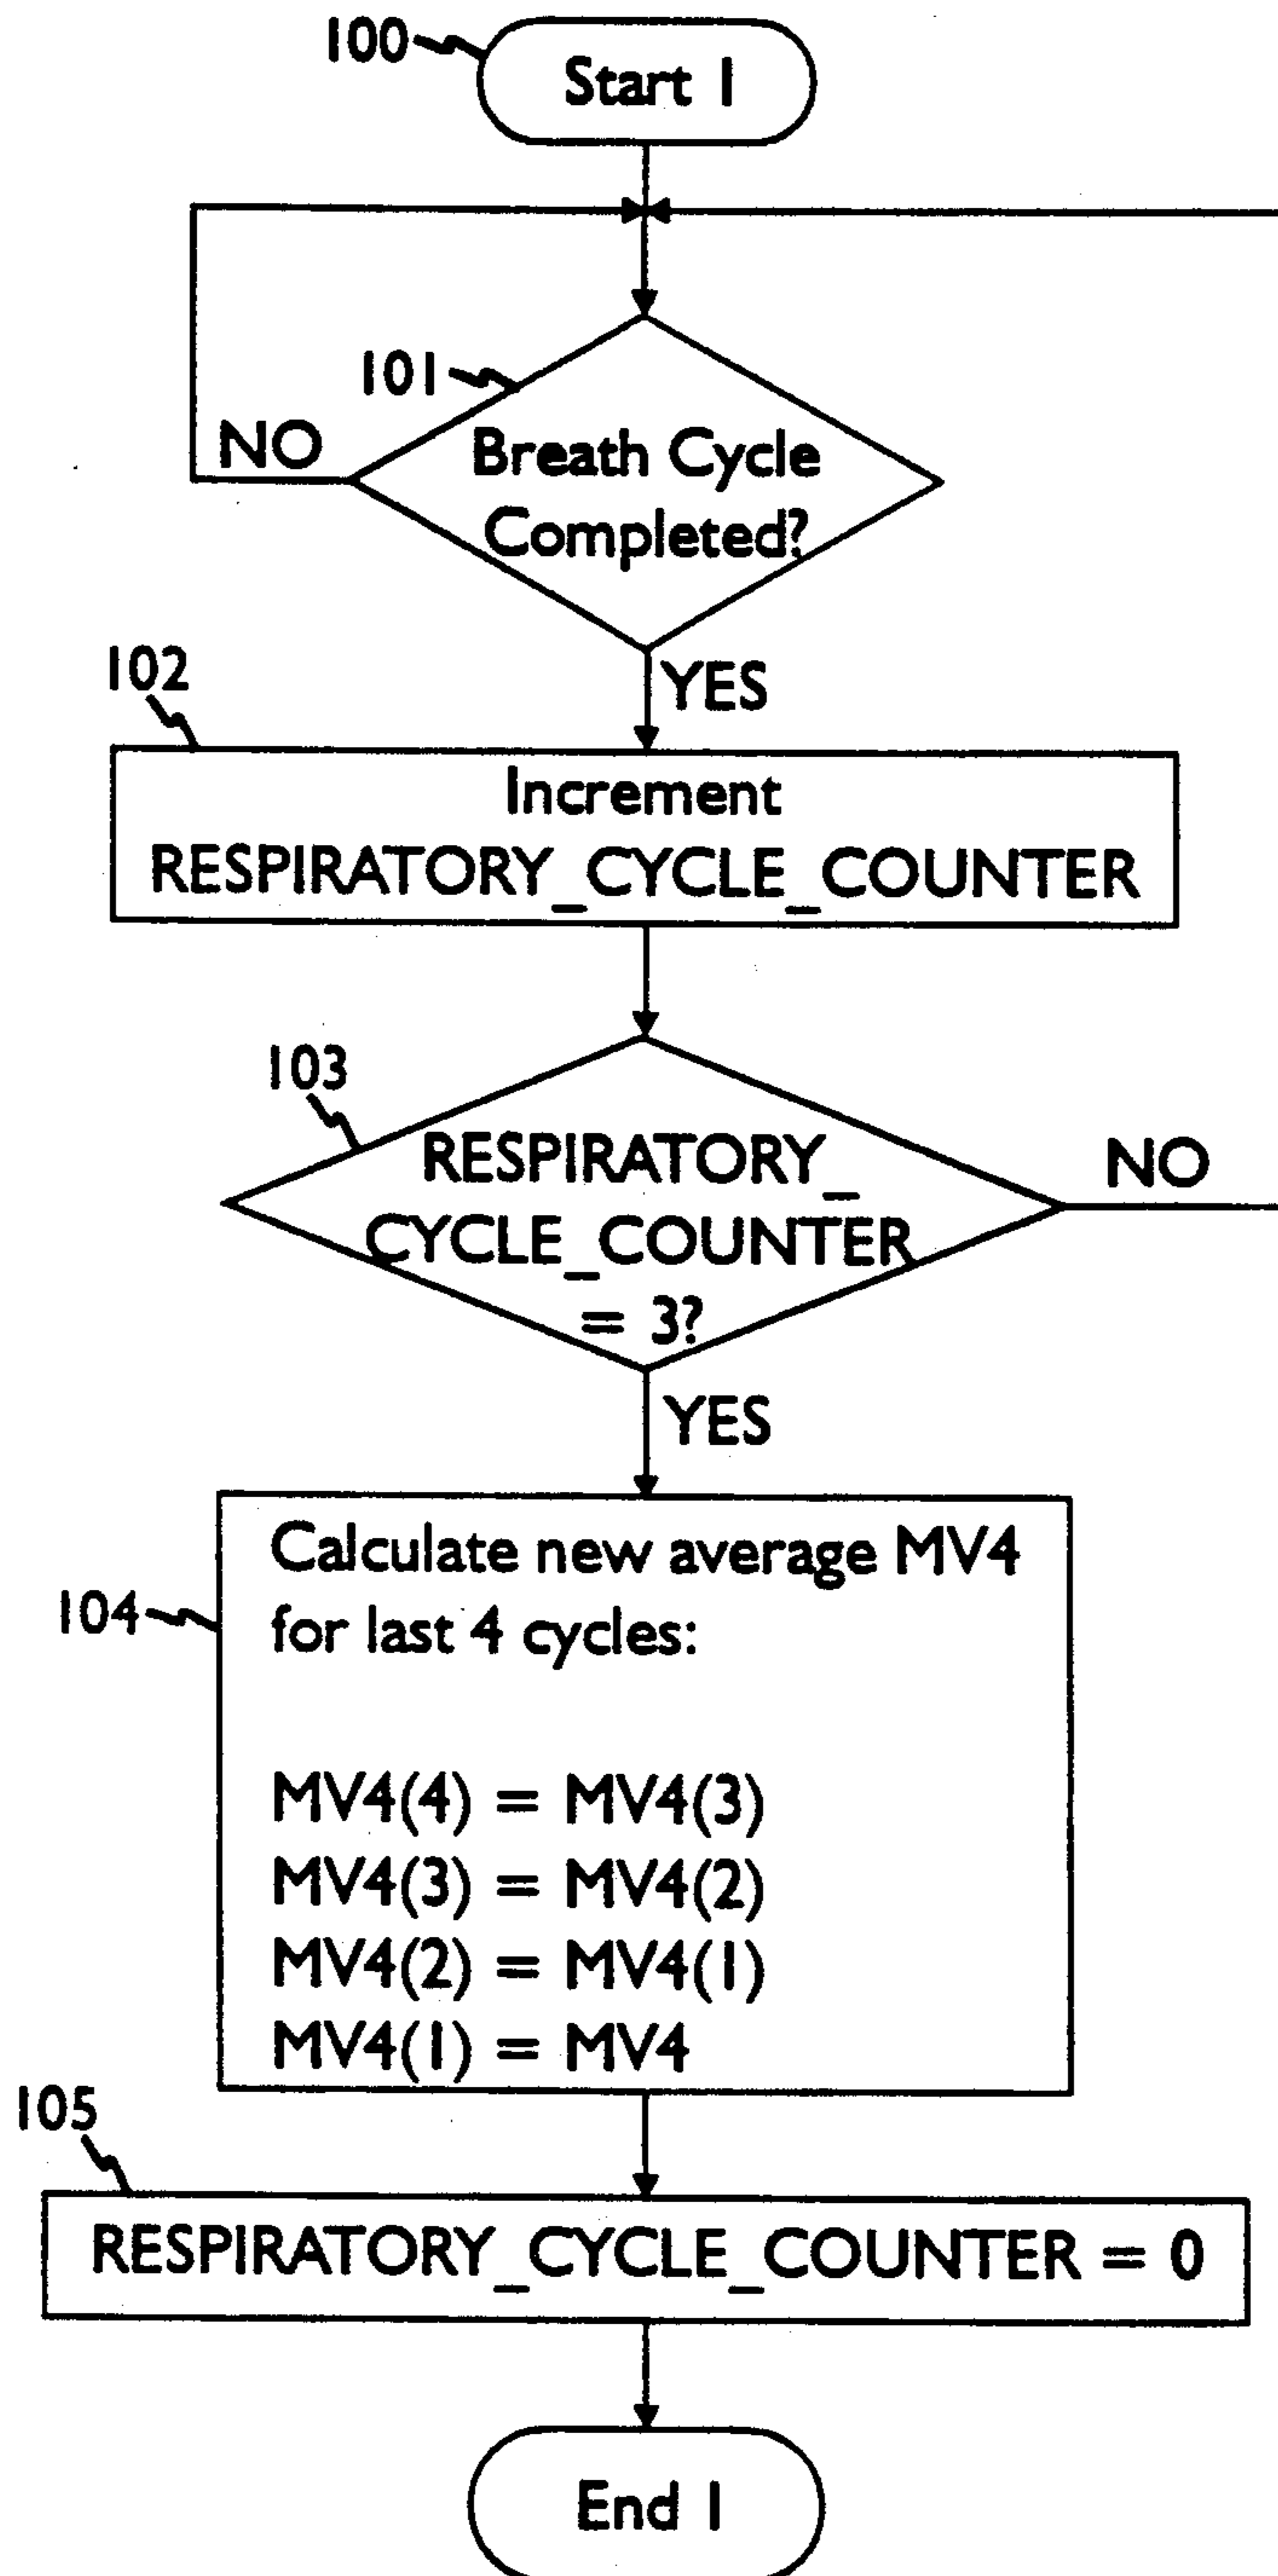 100
Start 1
101
NO
Breath Cycle
Completed?
YES
102
Increment
RESPIRATORY_CYCLE_COUNTER
103
RESPIRATORY_
CYCLE_COUNTER
= 3?
NO
YES
104
Calculate new average MV4
for last 4 cycles:
MV4(4) = MV4(3)
MV4(3) = MV4(2)
MV4(2) = MV4(1)
MV4(1) = MV4
105
RESPIRATORY_CYCLE_COUNTER = 0
End 1